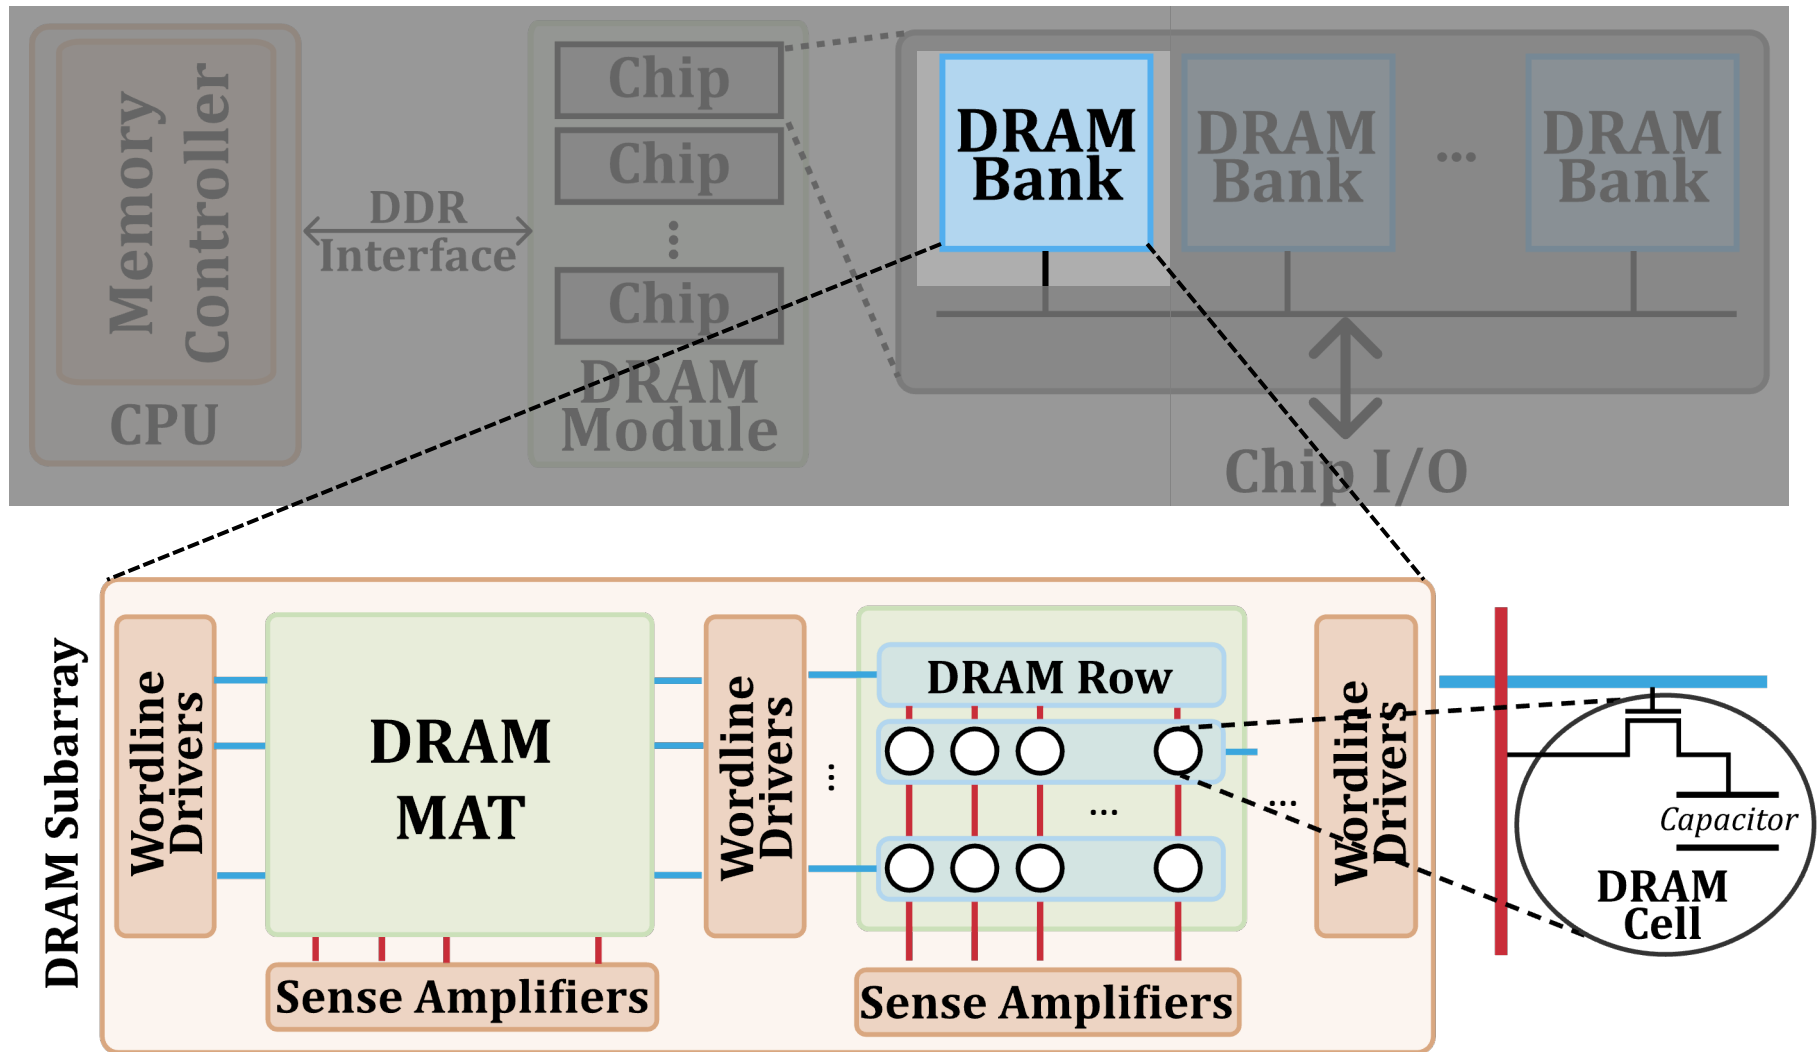 Memory
Controller
CPU
DDR
Interface
Chip
Chip
⋮
Chip
DRAM
Module
DRAM
Bank
DRAM
Bank
...
DRAM
Bank
Chip I/O
DRAM Subarray
Wordline
Drivers
DRAM
MAT
Sense Amplifiers
Wordline
Drivers
...
DRAM Row
...
Sense Amplifiers
...
Wordline
Drivers
Capacitor
DRAM
Cell